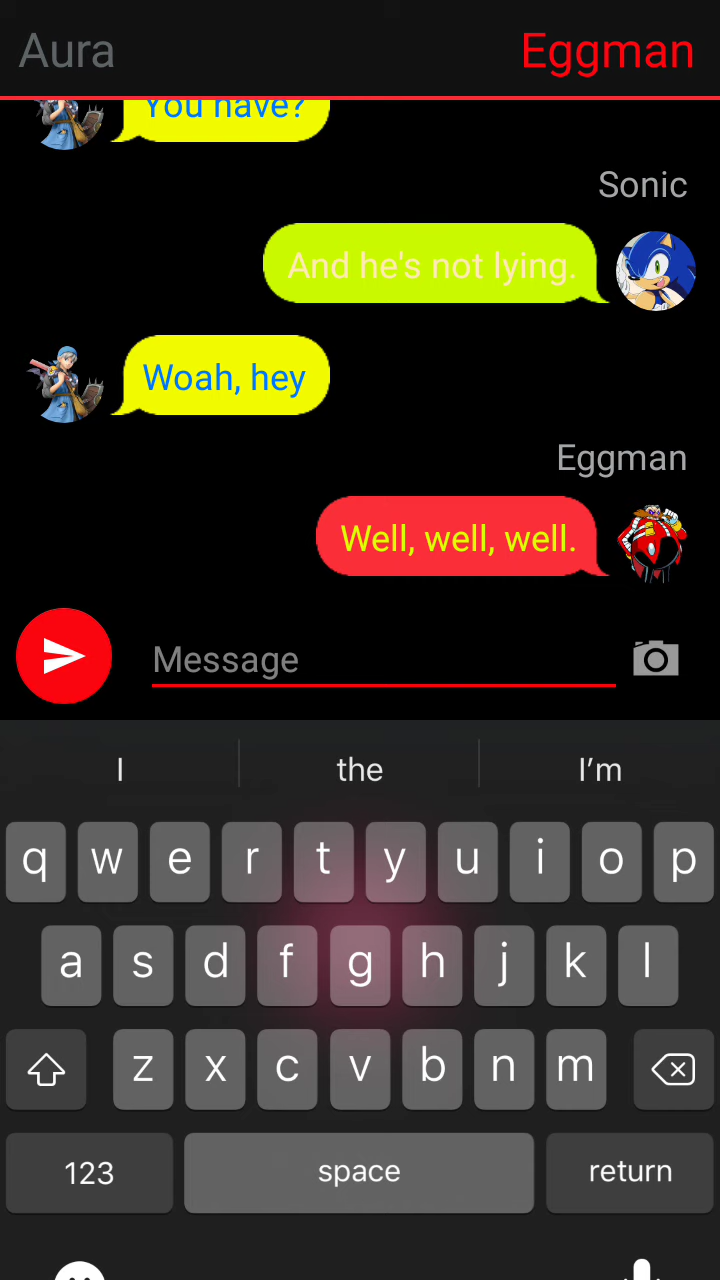 Aura
Eggman
You have?
Sonic
And he's not lying.
Woah, hey
Eggman
Well, well, well.
Message
I the I'm
q w e r t y u i o p
a s d f g h j k l
z x c v b n m
123 space return